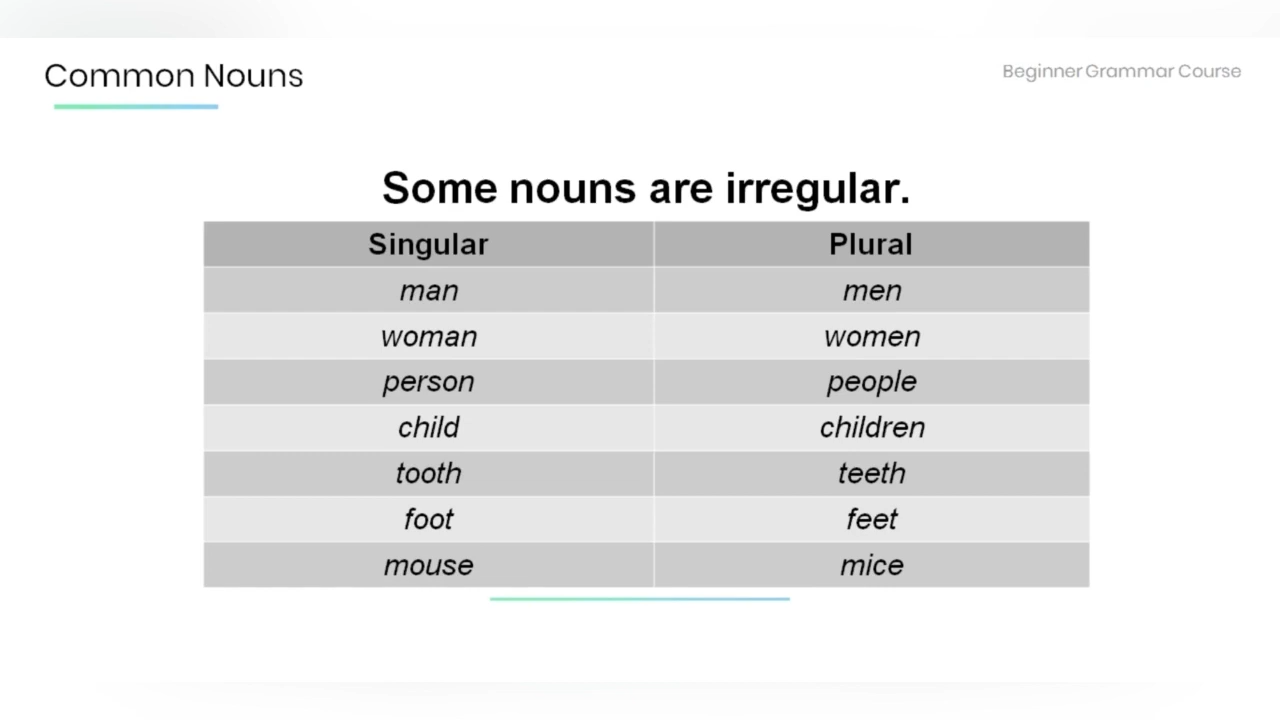 Common Nouns
Beginner Grammar Course
Some nouns are irregular.
Singular Plural
man men
woman women
person people
child children
tooth teeth
foot feet
mouse mice